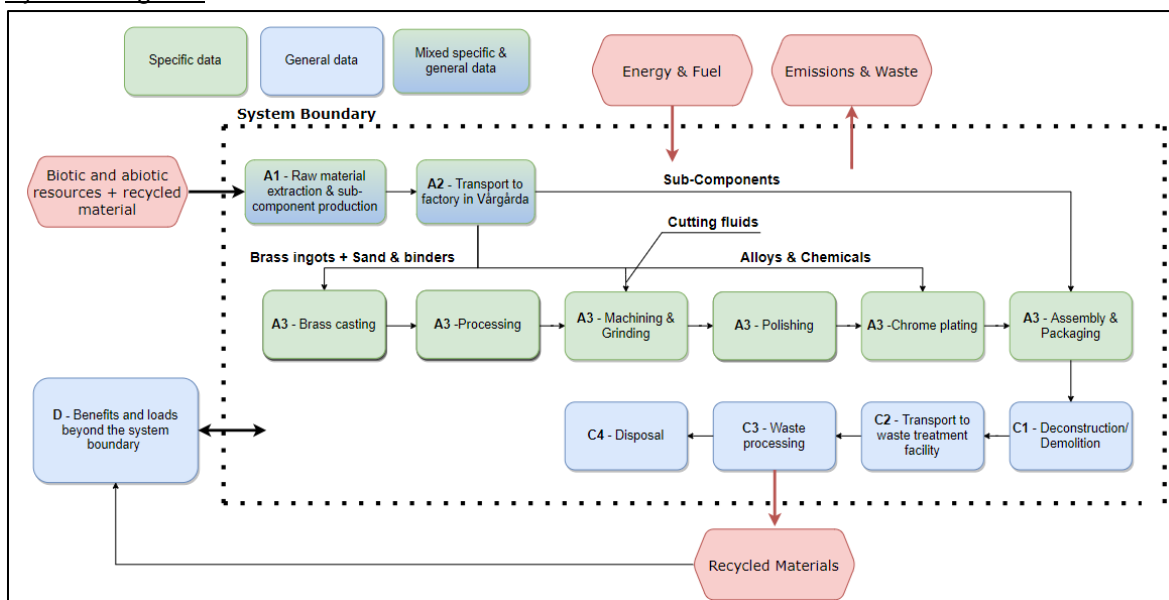 Specific data
General data
Mixed specific &
general data
Energy & Fuel
Emissions & Waste
System Boundary
Biotic and abiotic
resources + recycled
material
A1 - Raw material
extraction & sub-
component production
A2 - Transport to
factory in Vårgårda
Sub-Components
Cutting fluids
Brass ingots + Sand & binders
Alloys & Chemicals
A3 - Brass casting
A3 -Processing
A3 - Machining &
Grinding
A3 - Polishing
A3 -Chrome plating
A3 - Assembly &
Packaging
D - Benefits and loads
beyond the system
boundary
C4 - Disposal
C3 - Waste
processing
C2 - Transport to
waste treatment
facility
C1 - Deconstruction/
Demolition
Recycled Materials